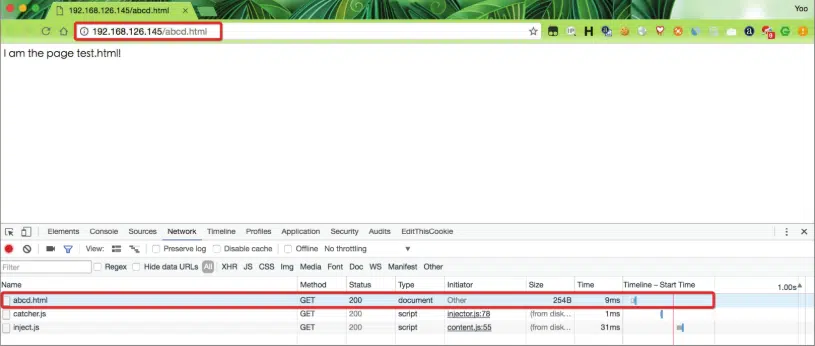 192.168.126.145/abcd.html
Yoo
192.168.126.145/abcd.html
I am the page test.html!
Elements Console Sources Network Timeline Profiles Application Security Audits EditThisCookie
View: Preserve log Disable cache Offline No throttling
Filter Regex Hide data URLs All XHR JS CSS Img Media Font Doc WS Manifest Other
Name Method Status Type Initiator Size Time Timeline – Start Time 1.00s
abcd.html GET 200 document Other 254B 9ms
catcher.js GET 200 script injector.js:78 (from disk... 1ms
inject.js GET 200 script content.js:55 (from disk... 31ms